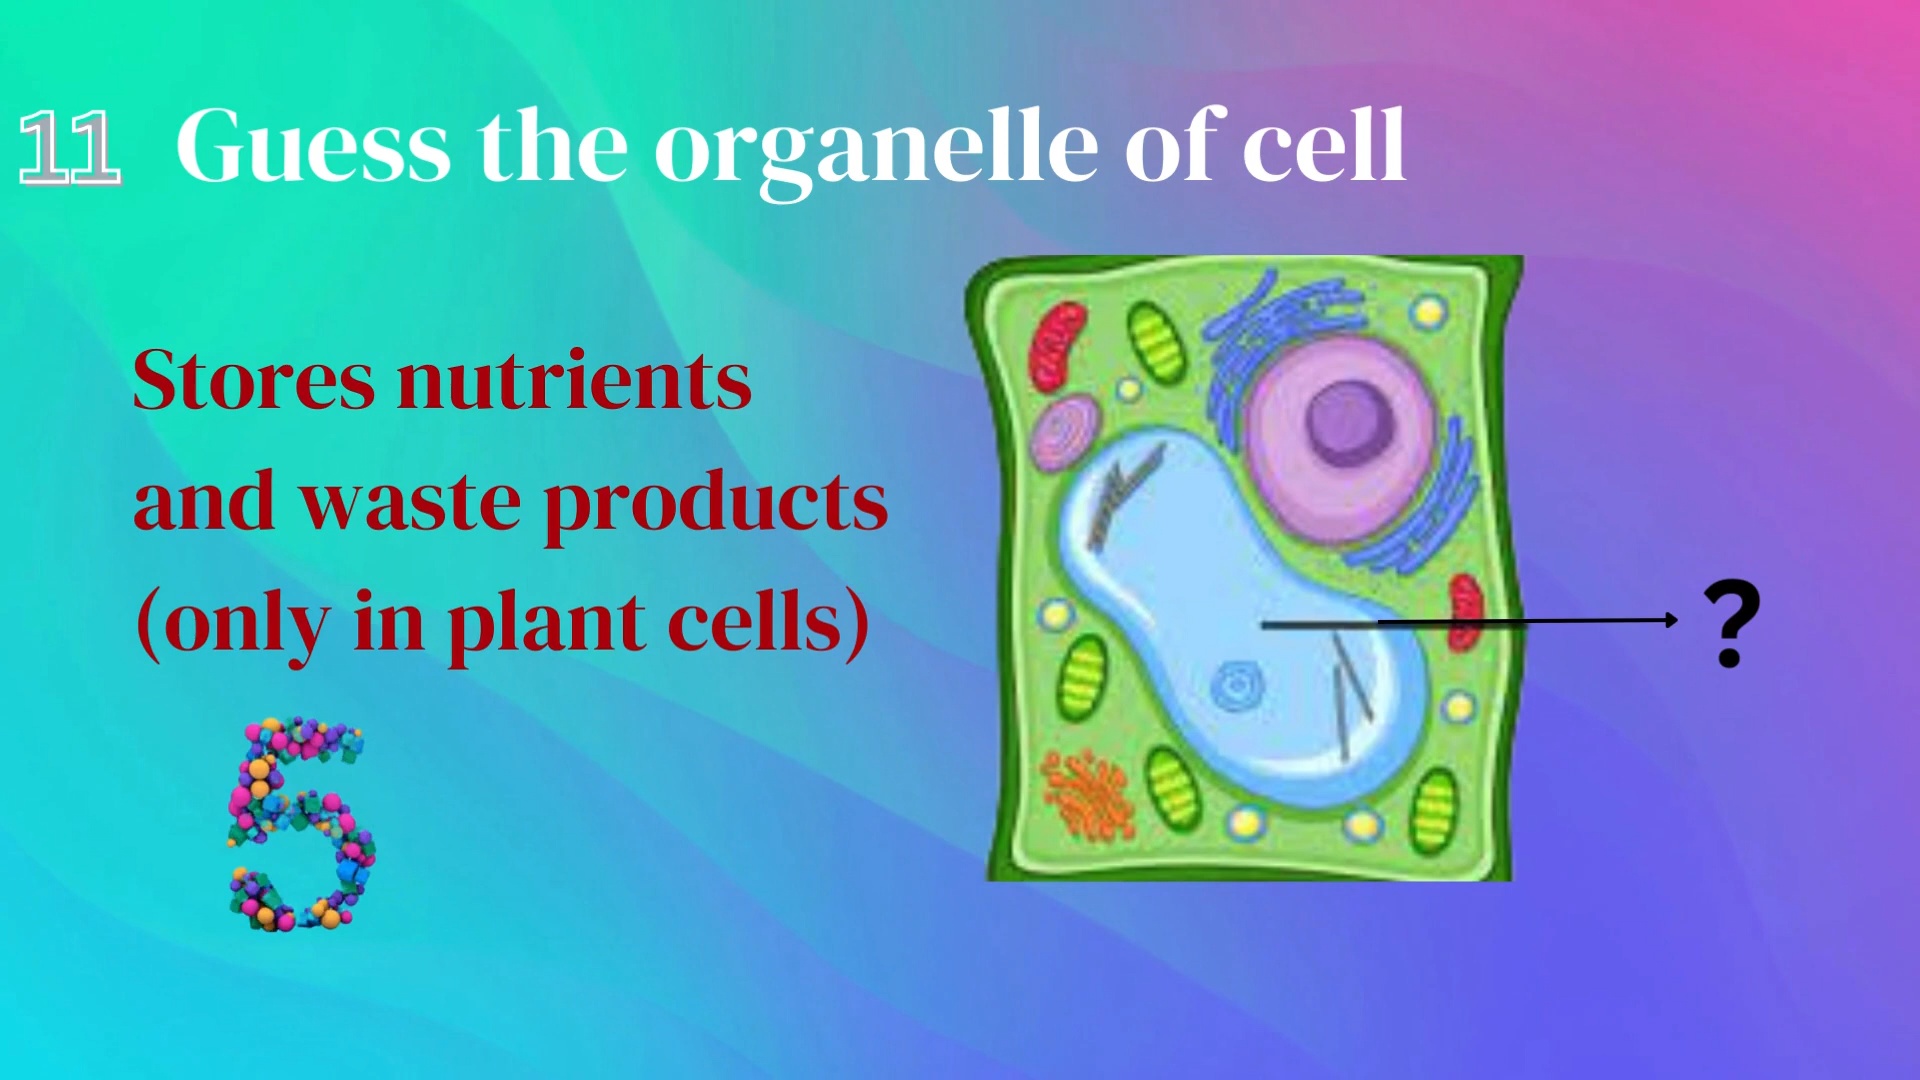 11 Guess the organelle of cell
Stores nutrients
and waste products
(only in plant cells)
?
5